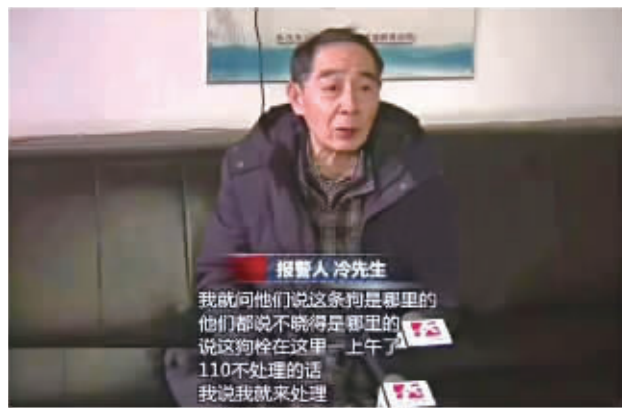 报警人 冷先生
我就问他们说这条狗是哪里的
他们都说不晓得是哪里的
说这狗栓在这里一上午了
110不处理的话
我说我就来处理